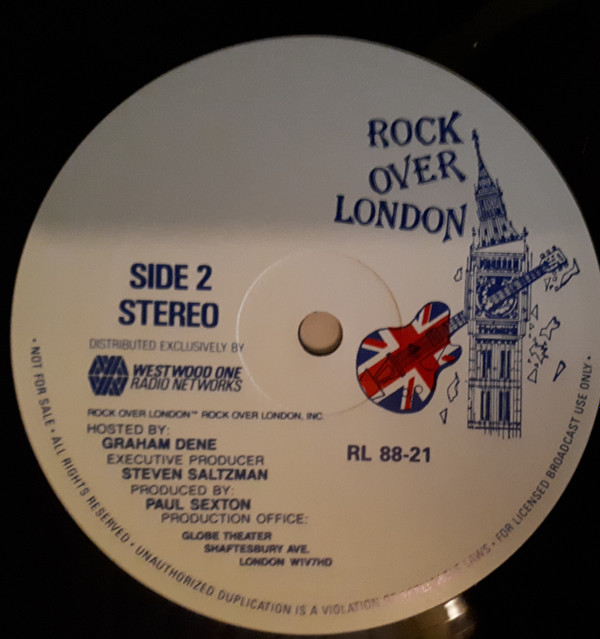 ROCK
OVER
LONDON
SIDE 2
STEREO
DISTRIBUTED EXCLUSIVELY BY
WESTWOOD ONE
RADIO NETWORKS
ROCK OVER LONDON™ ROCK OVER LONDON, INC.
HOSTED BY:
GRAHAM DENE
EXECUTIVE PRODUCER
STEVEN SALTZMAN
PRODUCED BY:
PAUL SEXTON
PRODUCTION OFFICE:
GLOBE THEATER
SHAFTESBURY AVE.
LONDON W1V7HD
RL 88-21
• NOT FOR SALE • ALL RIGHTS RESERVED • UNAUTHORIZED DUPLICATION IS A VIOLATION OF LAWS • FOR LICENSED BROADCAST USE ONLY •